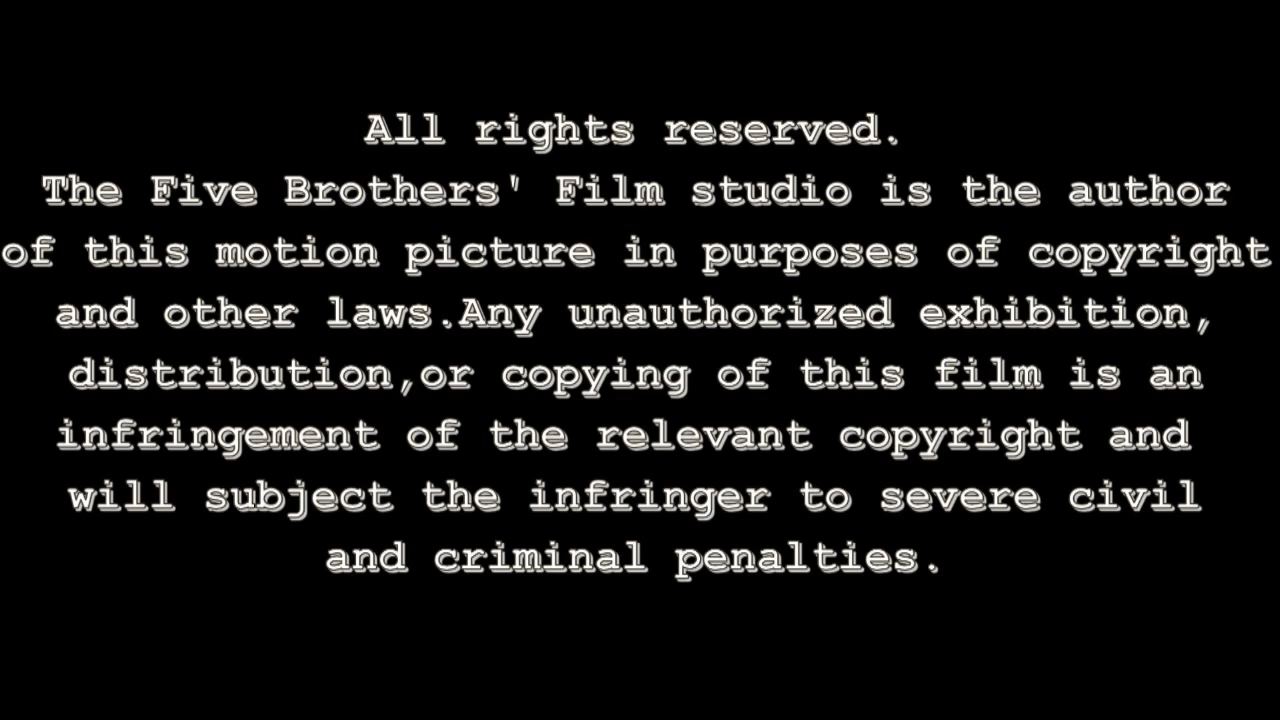 All rights reserved.
The Five Brothers' Film studio is the author
of this motion picture in purposes of copyright
and other laws.Any unauthorized exhibition,
distribution,or copying of this film is an
infringement of the relevant copyright and
will subject the infringer to severe civil
and criminal penalties.